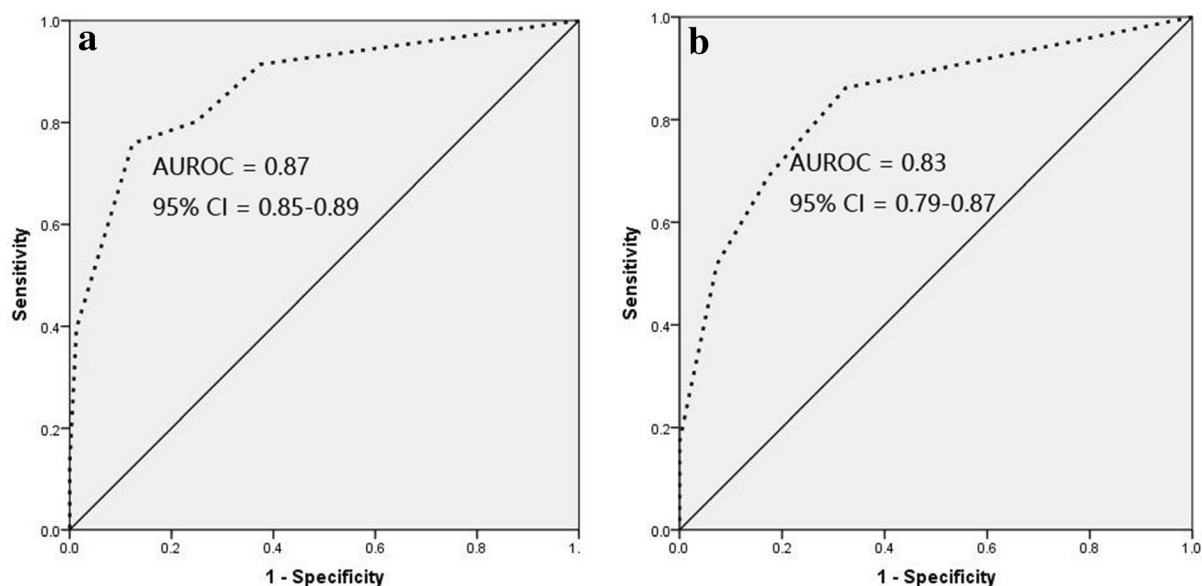 a
1.0
0.8
0.6
0.4
0.2
0.0
Sensitivity
AUROC = 0.87
95% CI = 0.85-0.89
0.0 0.2 0.4 0.6 0.8 1.
1 - Specificity
b
1.0
0.8
0.6
0.4
0.2
0.0
Sensitivity
AUROC = 0.83
95% CI = 0.79-0.87
0.0 0.2 0.4 0.6 0.8 1.0
1 - Specificity